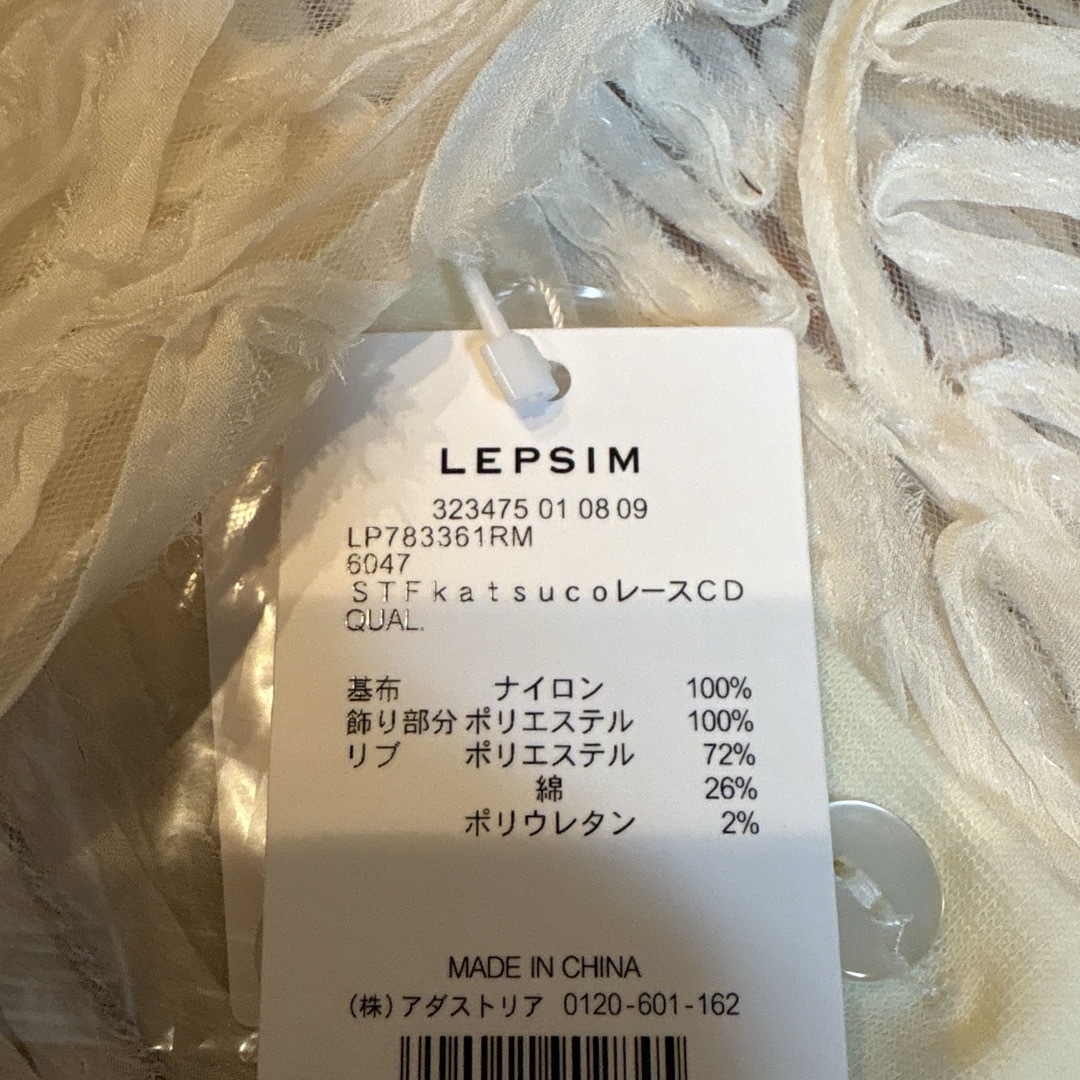 LEPSIM
323475 01 08 09
LP783361RM
6047
ＳＴＦｋａｔｓｕｃｏレースＣＤ
QUAL.
基布 ナイロン 100%
飾り部分 ポリエステル 100%
リブ ポリエステル 72%
綿 26%
ポリウレタン 2%
MADE IN CHINA
(株)アダストリア 0120-601-162